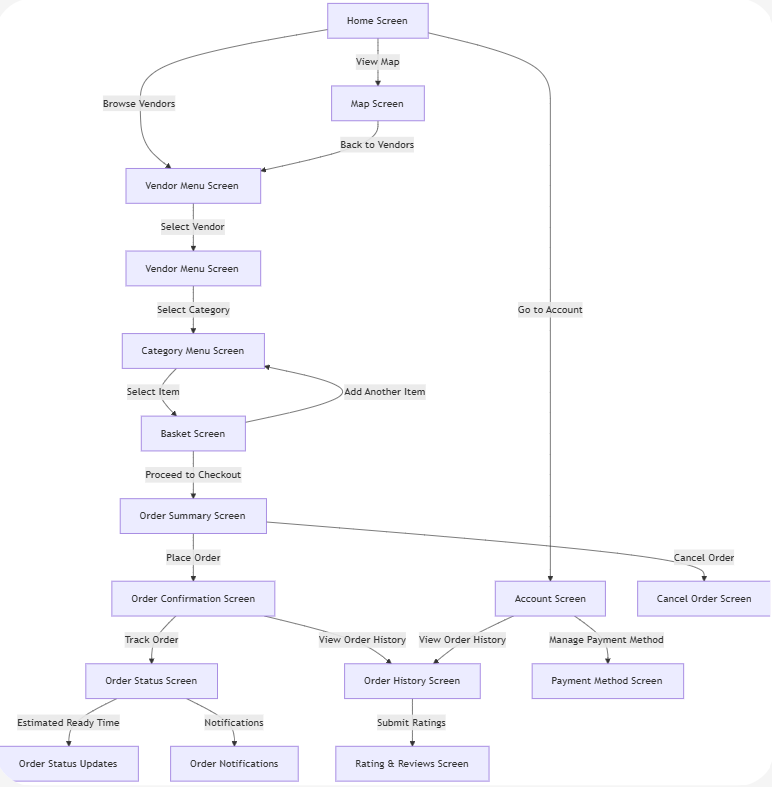 Home Screen
View Map
Browse Vendors
Map Screen
Back to Vendors
Vendor Menu Screen
Select Vendor
Vendor Menu Screen
Select Category
Go to Account
Category Menu Screen
Select Item
Add Another Item
Basket Screen
Proceed to Checkout
Order Summary Screen
Place Order
Cancel Order
Order Confirmation Screen
Account Screen
Cancel Order Screen
Track Order
View Order History
View Order History
Manage Payment Method
Order Status Screen
Order History Screen
Payment Method Screen
Estimated Ready Time
Notifications
Submit Ratings
Order Status Updates
Order Notifications
Rating & Reviews Screen